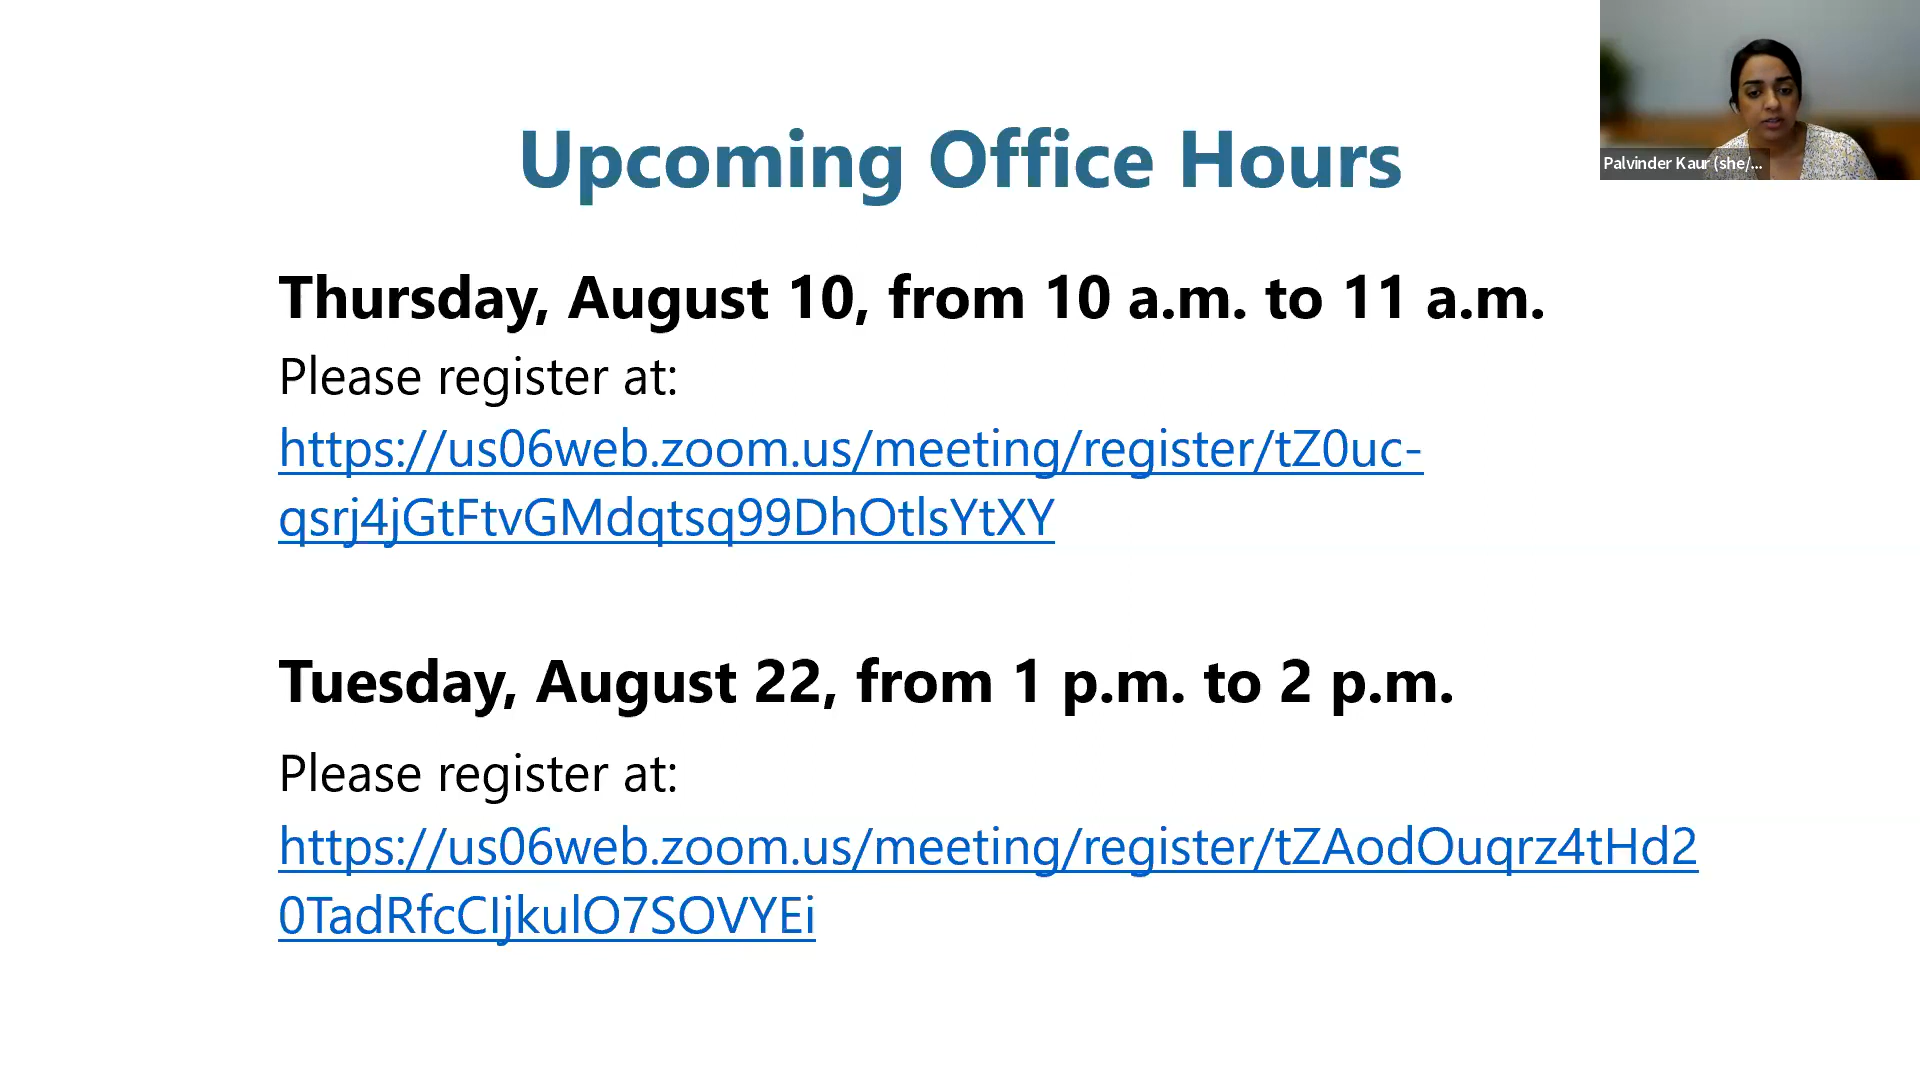 Upcoming Office Hours
Palvinder Kaur (she/...
Thursday, August 10, from 10 a.m. to 11 a.m.
Please register at:
https://us06web.zoom.us/meeting/register/tZ0uc-
qsrj4jGtFtvGMdqtsq99DhOtlsYtXY
Tuesday, August 22, from 1 p.m. to 2 p.m.
Please register at:
https://us06web.zoom.us/meeting/register/tZAodOuqrz4tHd2
0TadRfcCIjkulO7SOVYEi